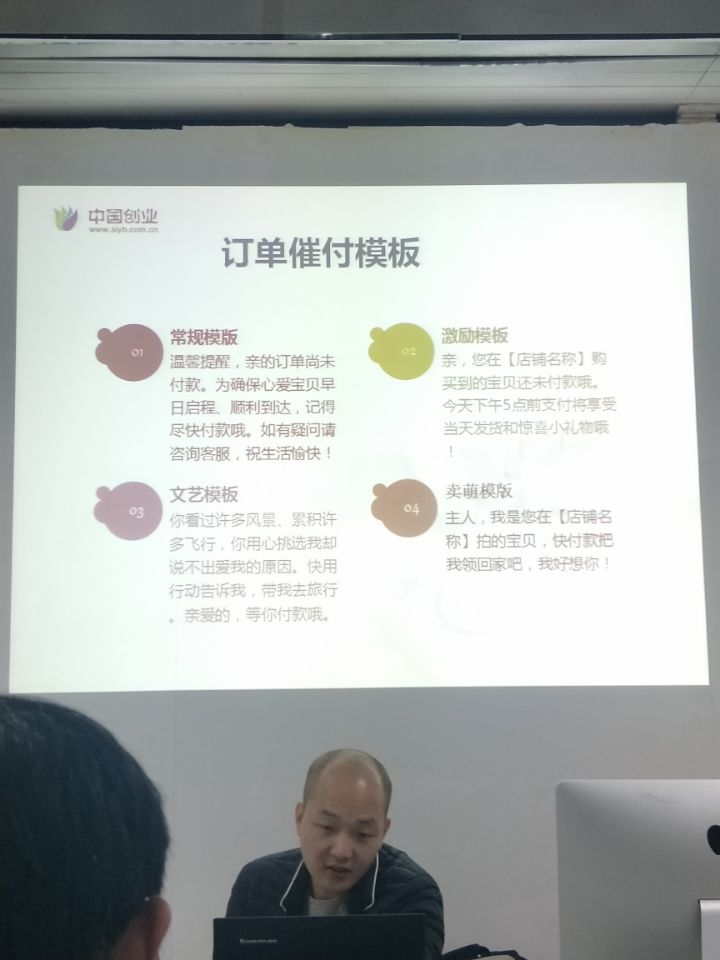 中国创业
www.siyb.com.cn
订单催付模板
01
常规模版
温馨提醒，亲的订单尚未
付款。为确保心爱宝贝早
日启程、顺利到达，记得
尽快付款哦。如有疑问请
咨询客服，祝生活愉快！
02
激励模板
亲，您在【店铺名称】购
买到的宝贝还未付款哦。
今天下午5点前支付将享受
当天发货和惊喜小礼物哦
！
03
文艺模板
你看过许多风景、累积许
多飞行，你用心挑选我却
说不出爱我的原因。快用
行动告诉我，带我去旅行
。亲爱的，等你付款哦。
04
卖萌模版
主人，我是您在【店铺名
称】拍的宝贝，快付款把
我领回家吧，我好想你！
lenovo